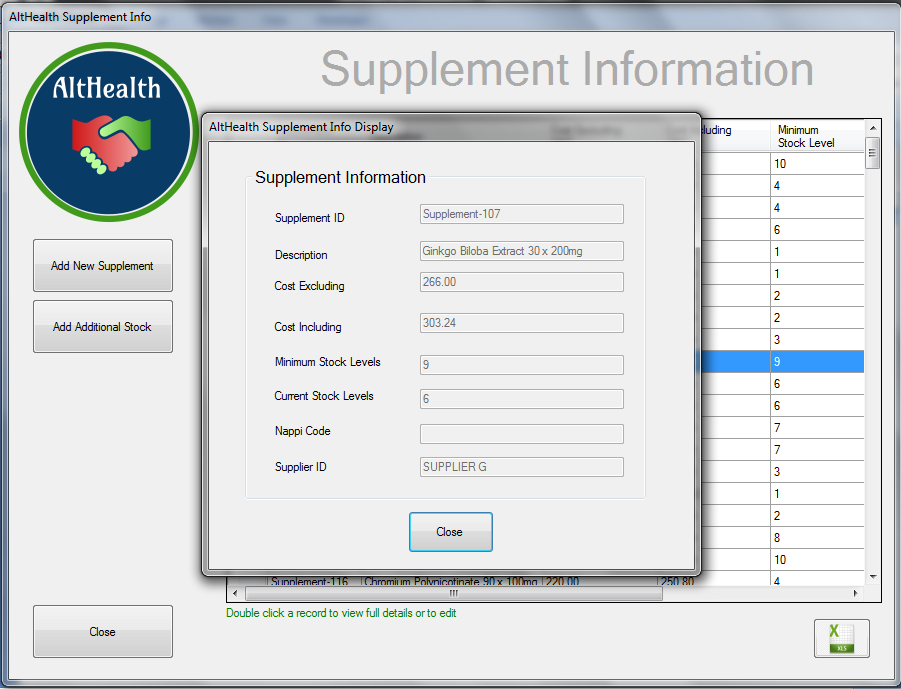 AltHealth Supplement Info
AltHealth
Supplement Information
Add New Supplement
Add Additional Stock
Minimum
Stock Level
10
4
4
6
1
1
2
2
3
9
6
6
7
7
3
1
2
8
10
4
AltHealth Supplement Info Display
Supplement Information
Supplement ID Supplement-107
Description Ginkgo Biloba Extract 30 x 200mg
Cost Excluding 266.00
Cost Including 303.24
Minimum Stock Levels 9
Current Stock Levels 6
Nappi Code
Supplier ID SUPPLIER G
Close
Supplement-116 Chromium Polynicotinate 90 x 100mg 220.00 250.80
Double click a record to view full details or to edit
Close
XLS